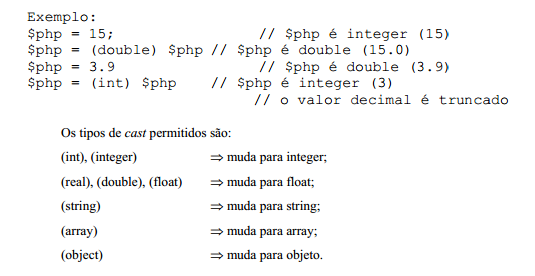 Exemplo:
$php = 15; // $php é integer (15)
$php = (double) $php // $php é double (15.0)
$php = 3.9 // $php é double (3.9)
$php = (int) $php // $php é integer (3)
// o valor decimal é truncado
Os tipos de cast permitidos são:
(int), (integer) ⇒ muda para integer;
(real), (double), (float) ⇒ muda para float;
(string) ⇒ muda para string;
(array) ⇒ muda para array;
(object) ⇒ muda para objeto.